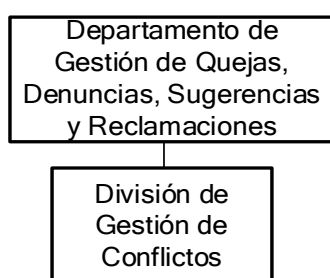 Departamento de
Gestión de Quejas,
Denuncias, Sugerencias
y Reclamaciones
División de
Gestión de
Conflictos